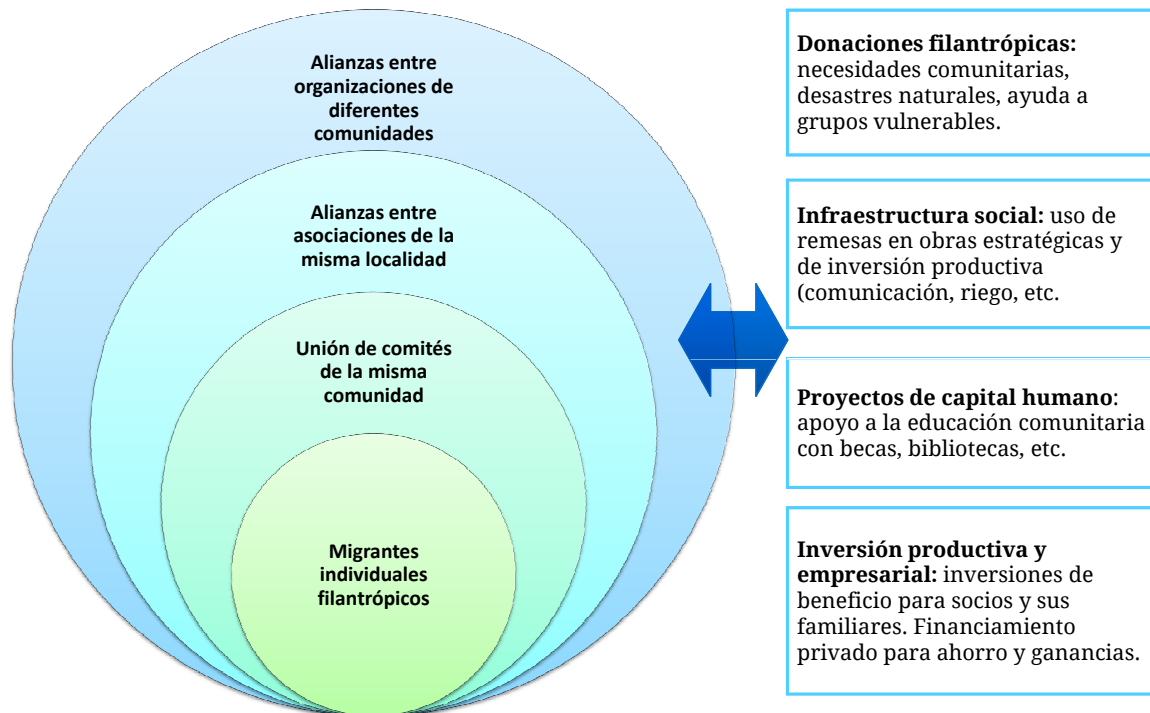 Alianzas entre
organizaciones de
diferentes
comunidades
Alianzas entre
asociaciones de la
misma localidad
Unión de comités
de la misma
comunidad
Migrantes
individuales
filantrópicos
Donaciones filantrópicas:
necesidades comunitarias,
desastres naturales, ayuda a
grupos vulnerables.
Infraestructura social: uso de
remesas en obras estratégicas y
de inversión productiva
(comunicación, riego, etc.
Proyectos de capital humano:
apoyo a la educación comunitaria
con becas, bibliotecas, etc.
Inversión productiva y
empresarial: inversiones de
beneficio para socios y sus
familiares. Financiamiento
privado para ahorro y ganancias.